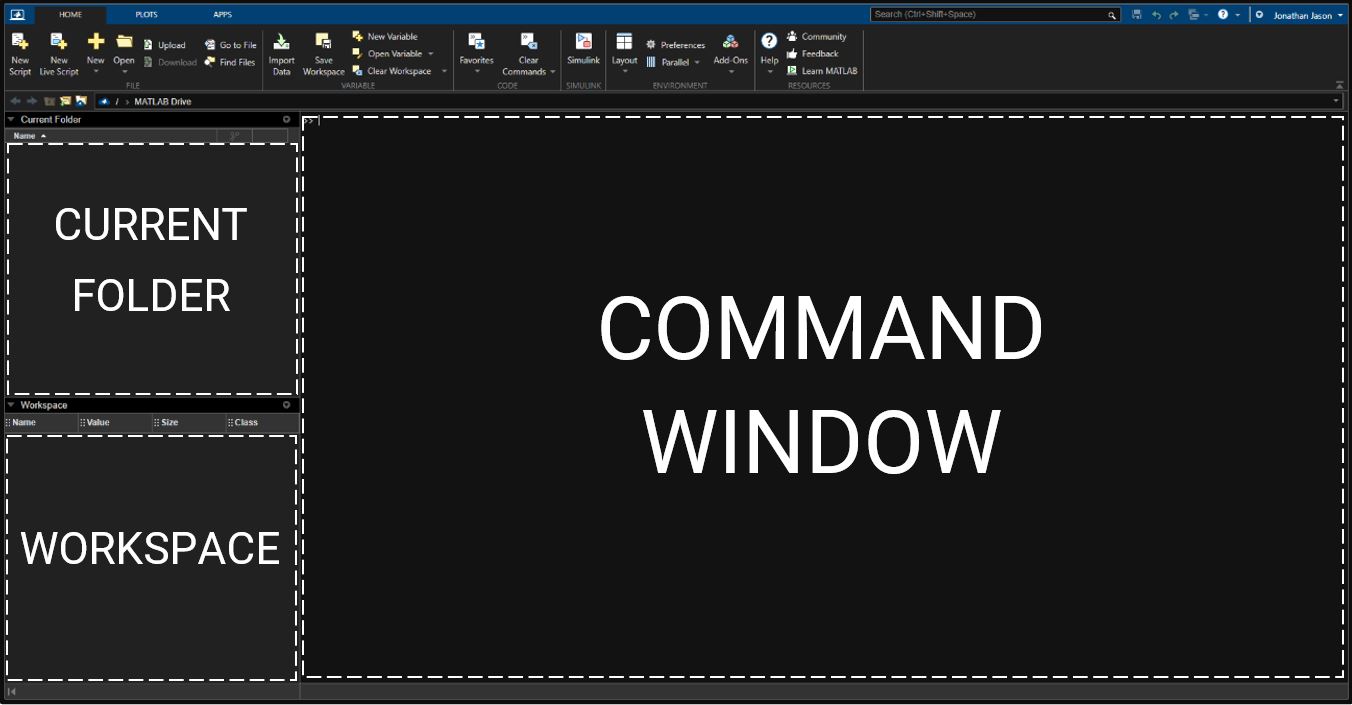 HOME PLOTS APPS
Search (Ctrl+Shift+Space)
Jonathan Jason
New Script
New Live Script
New
Open
Upload
Download
Go to File
Find Files
FILE
Import Data
Save Workspace
New Variable
Open Variable
Clear Workspace
VARIABLE
Favorites
Clear Commands
CODE
Simulink
SIMULINK
Layout
Preferences
Parallel
Add-Ons
ENVIRONMENT
Help
Community
Feedback
Learn MATLAB
RESOURCES
/ > MATLAB Drive
Current Folder
Name
>>
CURRENT
FOLDER
COMMAND
WINDOW
Workspace
Name Value Size Class
WORKSPACE